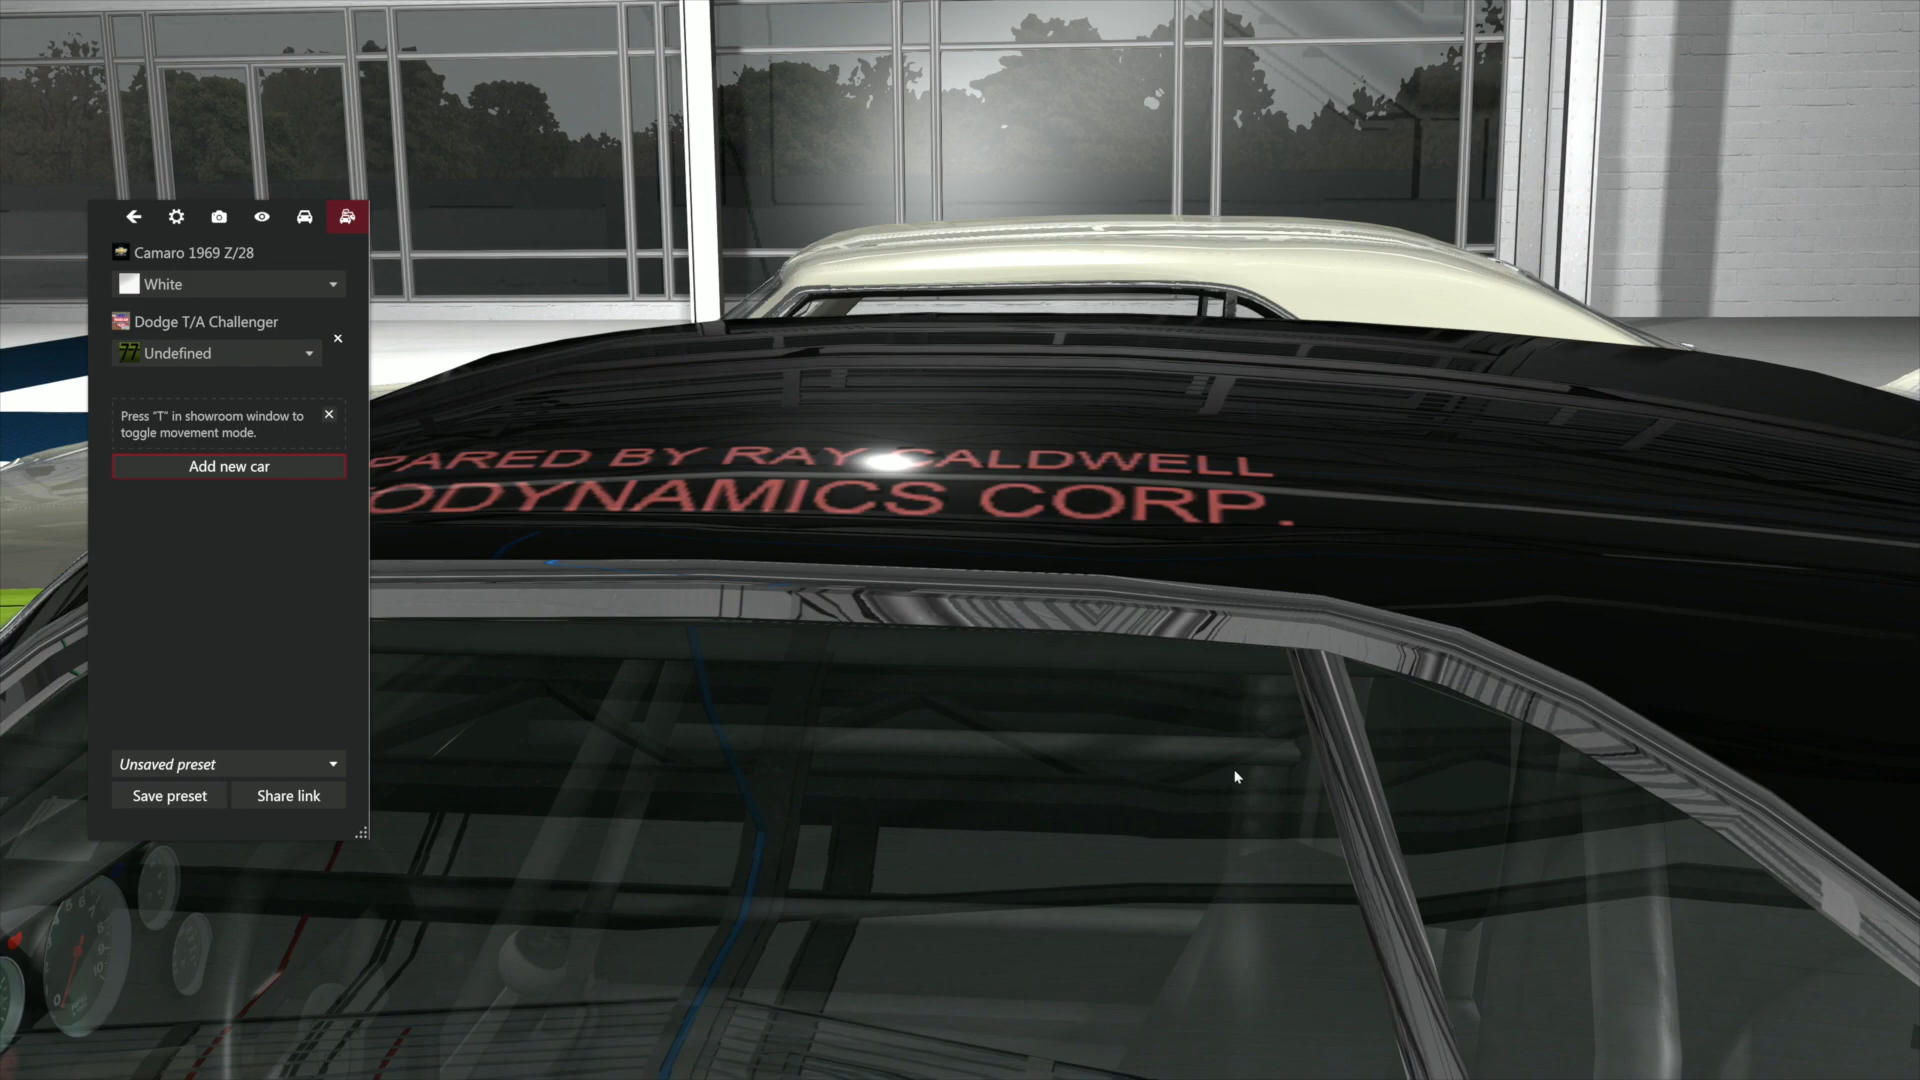 Camaro 1969 Z/28
White
Dodge T/A Challenger
77 Undefined
Press "T" in showroom window to
toggle movement mode.
Add new car
Unsaved preset
Save preset
Share link
PARED BY RAY CALDWELL
ODYNAMICS CORP.